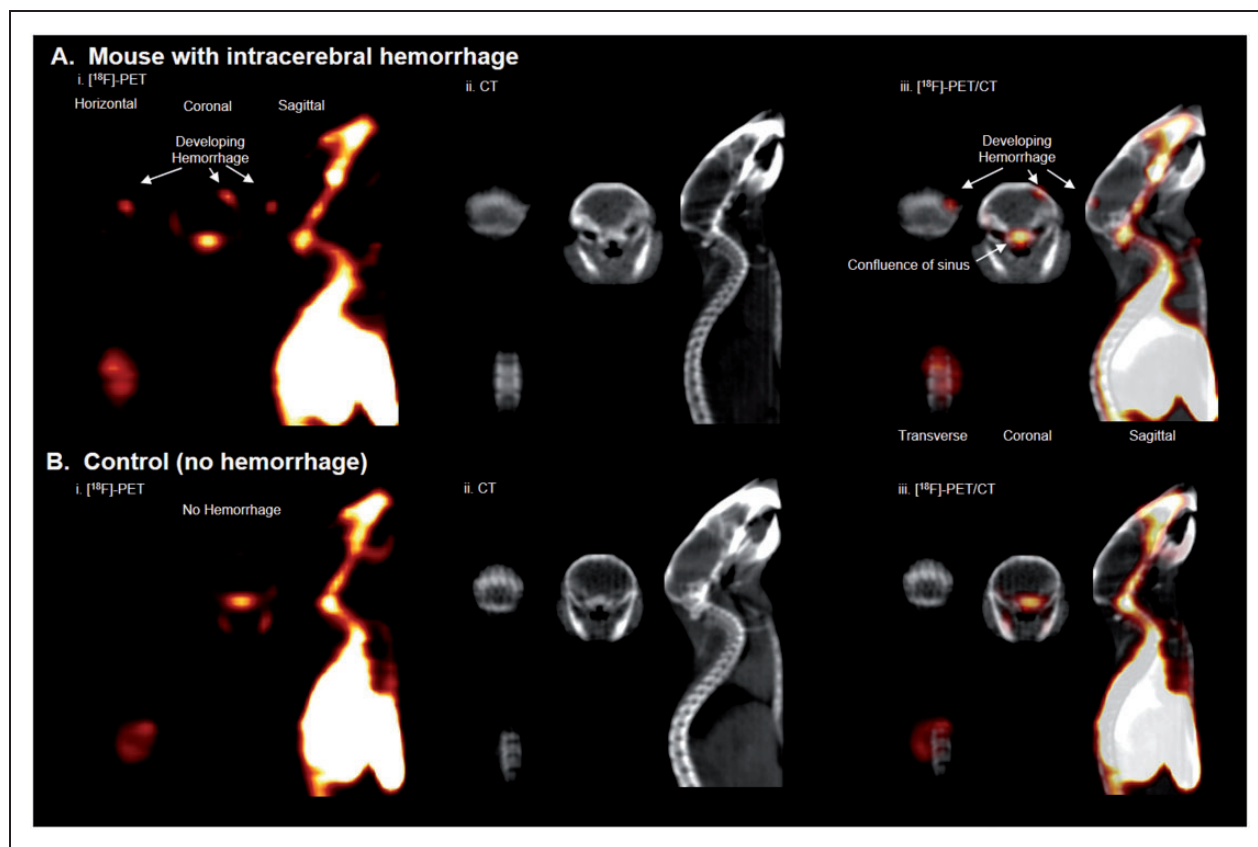 A. Mouse with intracerebral hemorrhage
i. [¹⁸F]-PET
Horizontal Coronal Sagittal
Developing
Hemorrhage
ii. CT
iii. [¹⁸F]-PET/CT
Developing
Hemorrhage
Confluence of sinus
Transverse Coronal Sagittal
B. Control (no hemorrhage)
i. [¹⁸F]-PET
No Hemorrhage
ii. CT
iii. [¹⁸F]-PET/CT